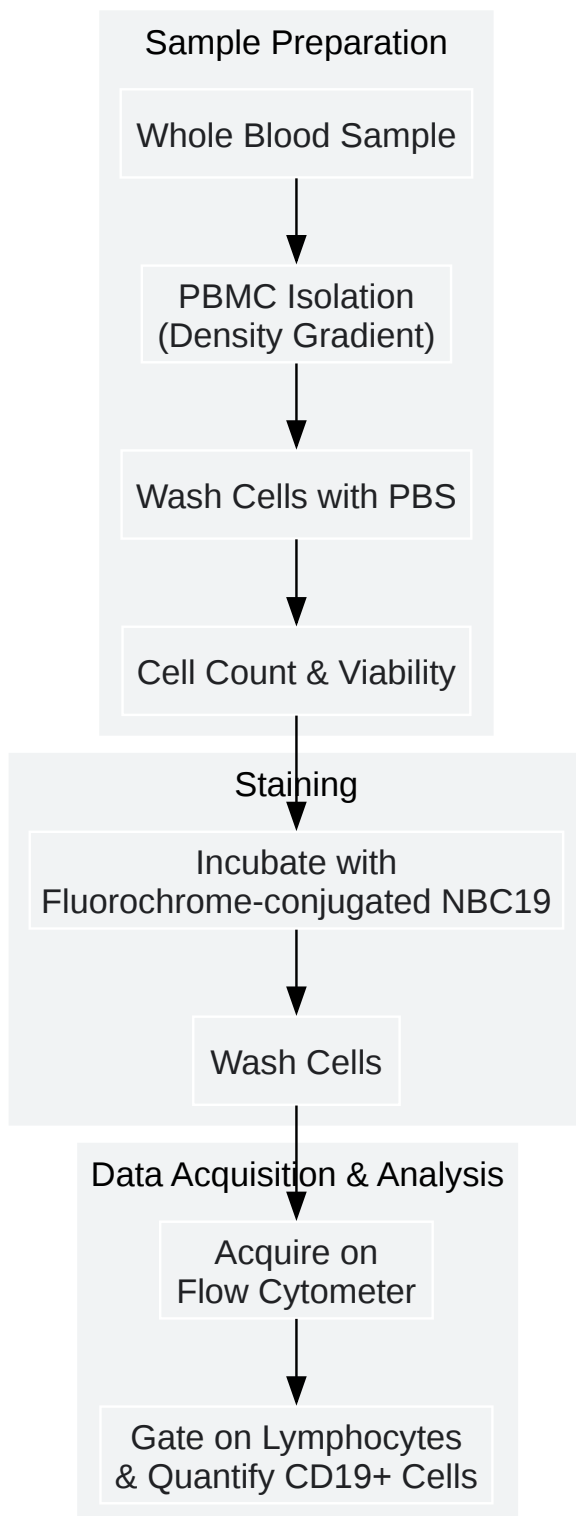 Sample Preparation
Whole Blood Sample
PBMC Isolation
(Density Gradient)
Wash Cells with PBS
Cell Count & Viability
Staining
Incubate with
Fluorochrome-conjugated NBC19
Wash Cells
Data Acquisition & Analysis
Acquire on
Flow Cytometer
Gate on Lymphocytes
& Quantify CD19+ Cells